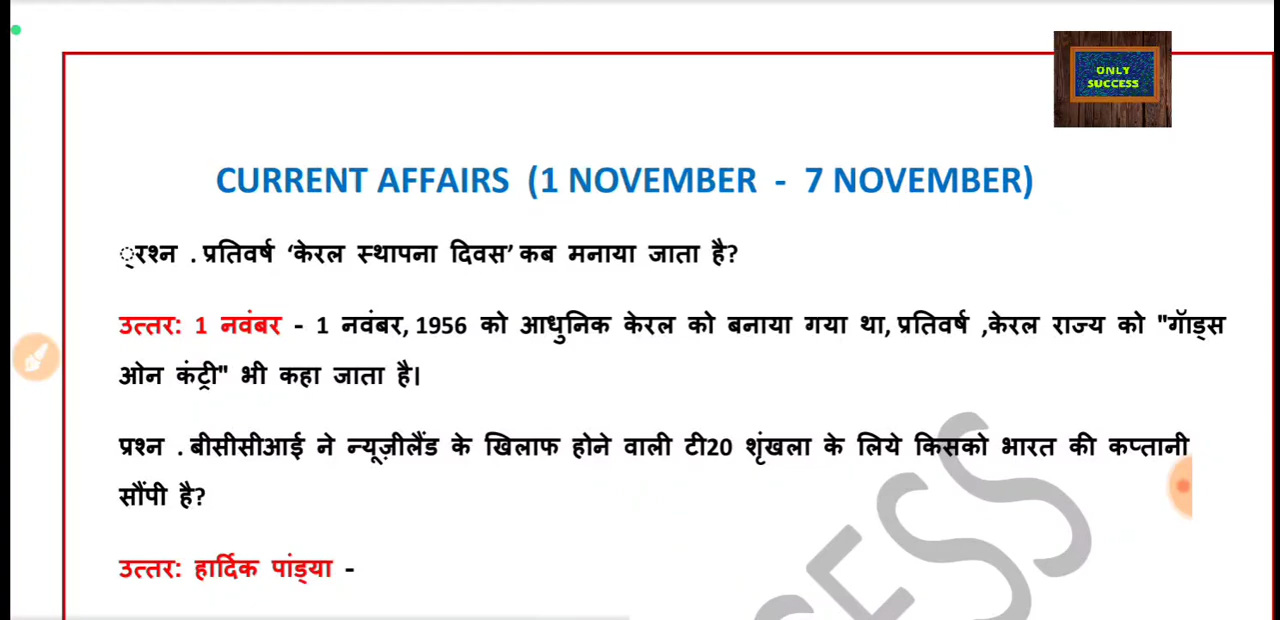 ONLY
SUCCESS
CURRENT AFFAIRS (1 NOVEMBER - 7 NOVEMBER)
्रश्न . प्रतिवर्ष ‘केरल स्थापना दिवस’ कब मनाया जाता है?
उत्तर: 1 नवंबर - 1 नवंबर, 1956 को आधुनिक केरल को बनाया गया था, प्रतिवर्ष ,केरल राज्य को "गॉड्स
ओन कंट्री" भी कहा जाता है।
प्रश्न . बीसीसीआई ने न्यूज़ीलैंड के खिलाफ होने वाली टी20 शृंखला के लिये किसको भारत की कप्तानी
सौंपी है?
उत्तर: हार्दिक पांड्या -